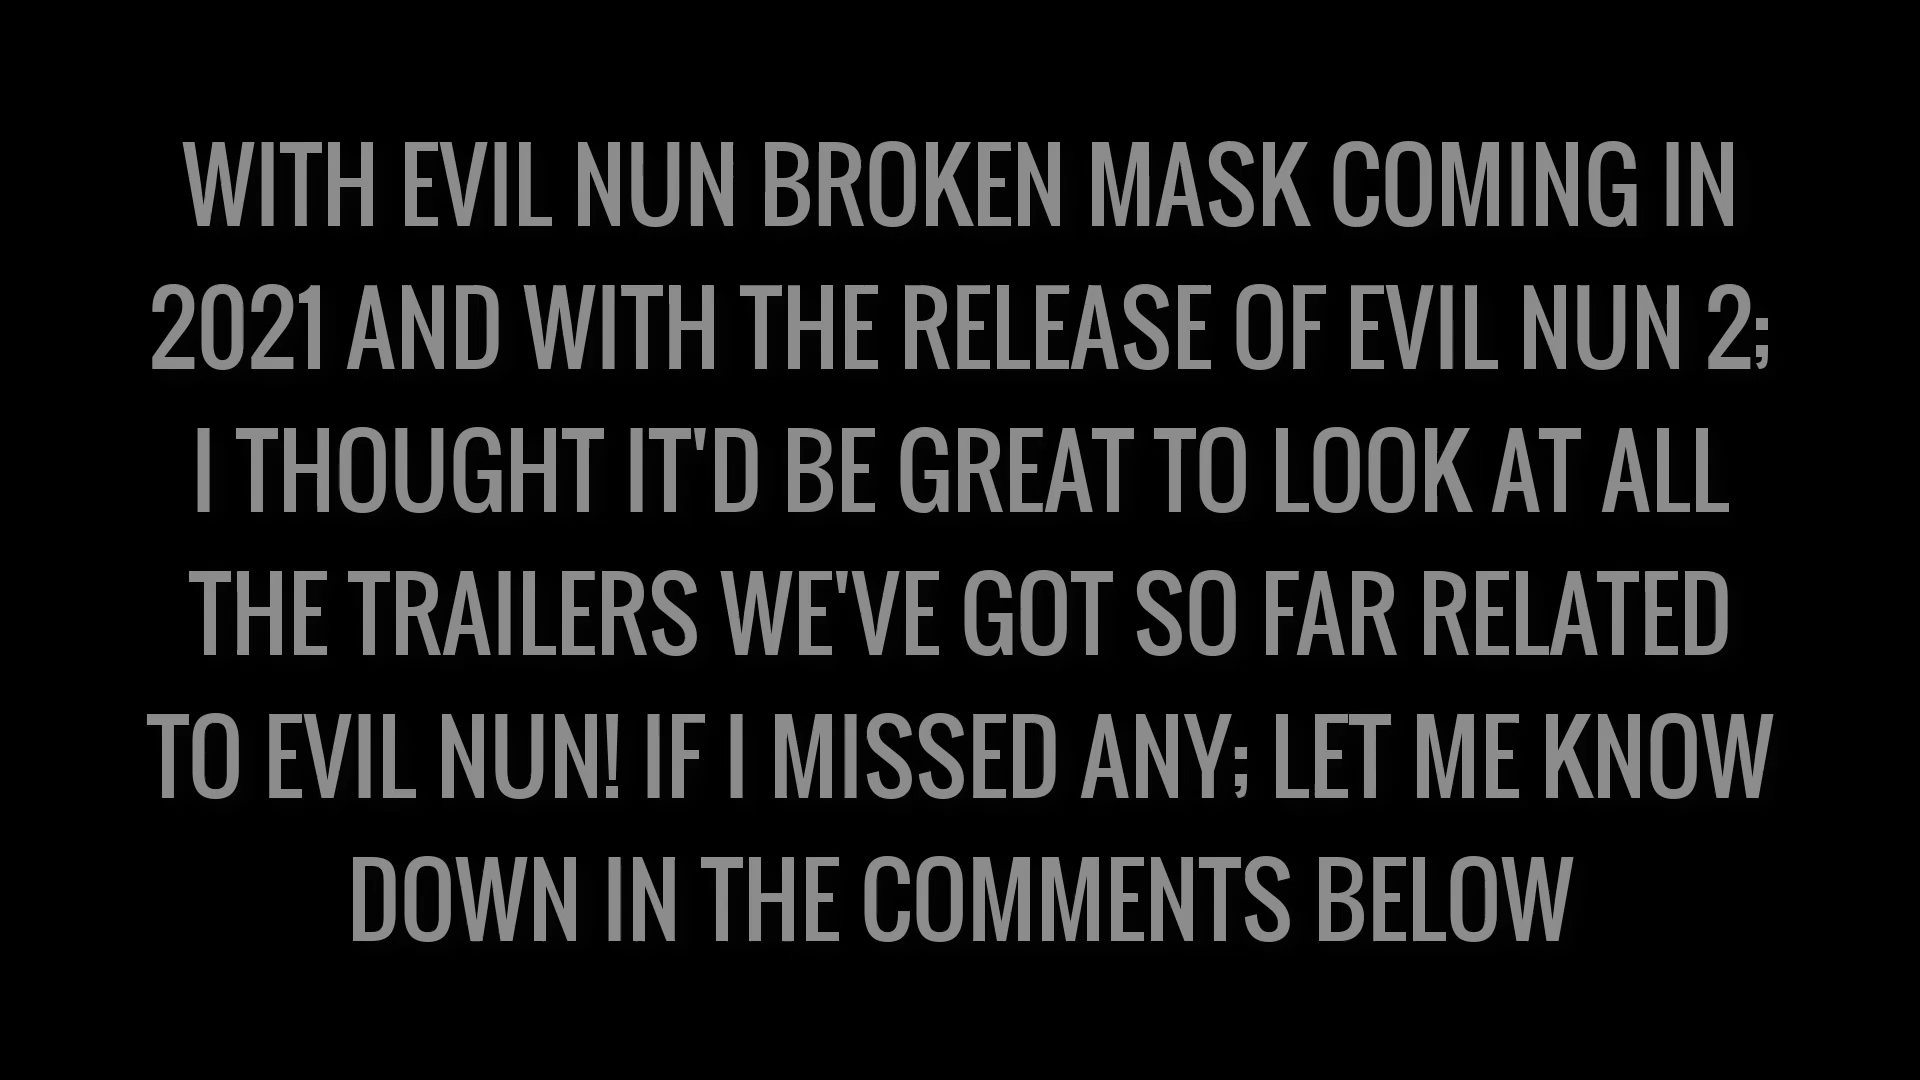 WITH EVIL NUN BROKEN MASK COMING IN
2021 AND WITH THE RELEASE OF EVIL NUN 2;
I THOUGHT IT'D BE GREAT TO LOOK AT ALL
THE TRAILERS WE'VE GOT SO FAR RELATED
TO EVIL NUN! IF I MISSED ANY; LET ME KNOW
DOWN IN THE COMMENTS BELOW